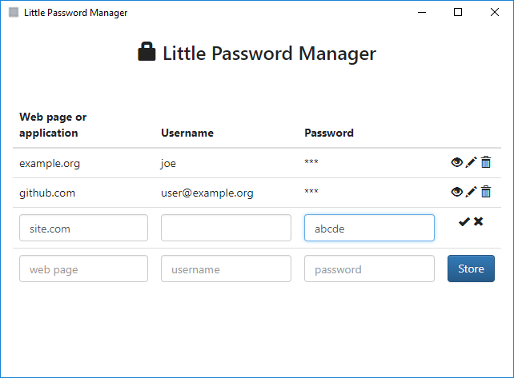 Little Password Manager
Little Password Manager
Web page or
application
Username
Password
example.org
joe
***
github.com
user@example.org
***
site.com
abcde
web page
username
password
Store